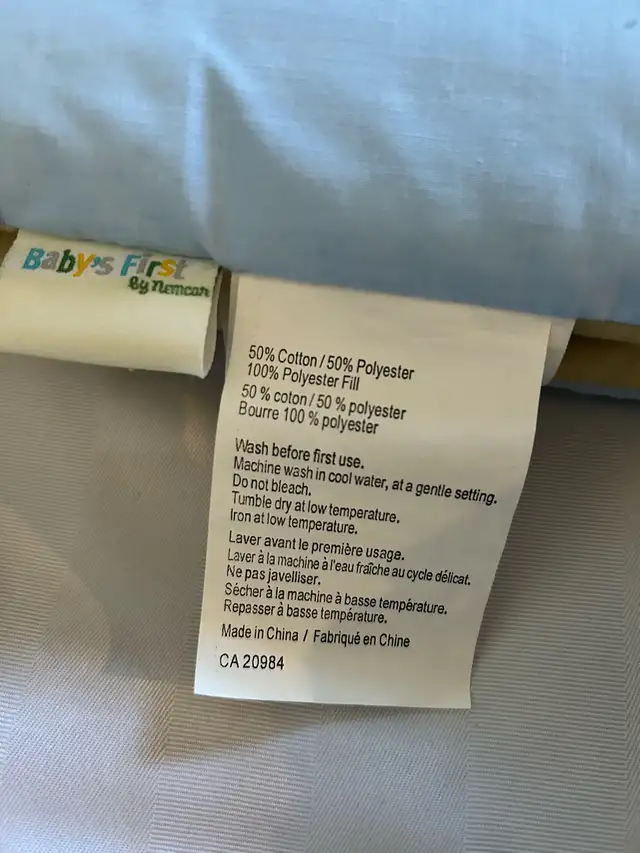 Baby's First
by Nemcor
50% Cotton / 50% Polyester
100% Polyester Fill
50 % coton / 50 % polyester
Bourre 100 % polyester
Wash before first use.
Machine wash in cool water, at a gentle setting.
Do not bleach.
Tumble dry at low temperature.
Iron at low temperature.
Laver avant le première usage.
Laver à la machine à l'eau fraîche au cycle délicat.
Ne pas javelliser.
Sécher à la machine à basse température.
Repasser à basse température.
Made in China / Fabriqué en Chine
CA 20984